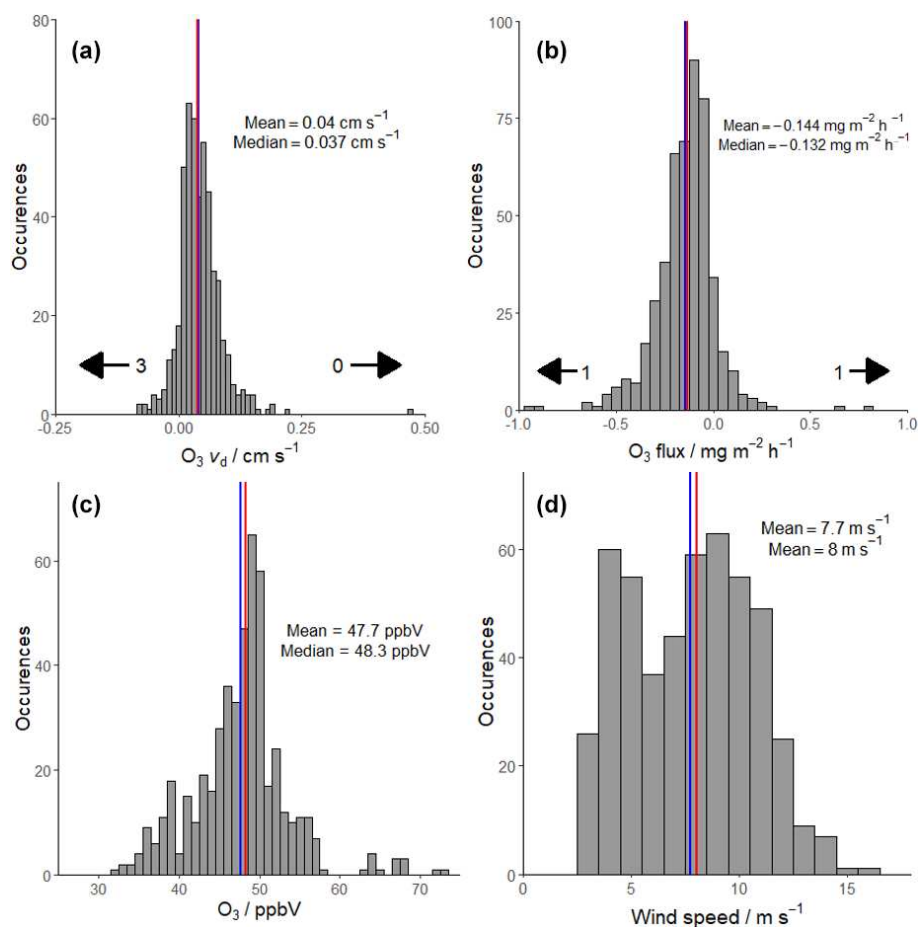 (a)
80
60
40
20
0
Occurences
Mean = 0.04 cm s⁻¹
Median = 0.037 cm s⁻¹
3
0
-0.25
0.00
0.25
0.50
O₃ v_d / cm s⁻¹
(b)
100
75
50
25
0
Occurences
Mean = −0.144 mg m⁻² h⁻¹
Median = −0.132 mg m⁻² h⁻¹
1
1
-1.0
-0.5
0.0
0.5
1.0
O₃ flux / mg m⁻² h⁻¹
(c)
60
40
20
0
Occurences
Mean = 47.7 ppbV
Median = 48.3 ppbV
30
40
50
60
70
O₃ / ppbV
(d)
60
40
20
0
Occurences
Mean = 7.7 m s⁻¹
Mean = 8 m s⁻¹
0
5
10
15
Wind speed / m s⁻¹